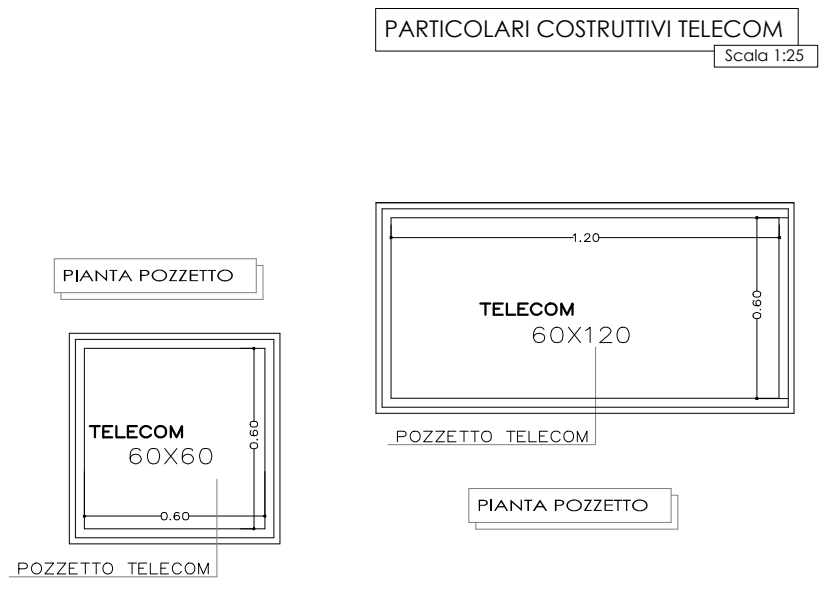 PARTICOLARI COSTRUTTIVI TELECOM
Scala 1:25
1.20
0.60
TELECOM
60X120
POZZETTO TELECOM
PIANTA POZZETTO
PIANTA POZZETTO
TELECOM
60X60
0.60
0.60
POZZETTO TELECOM